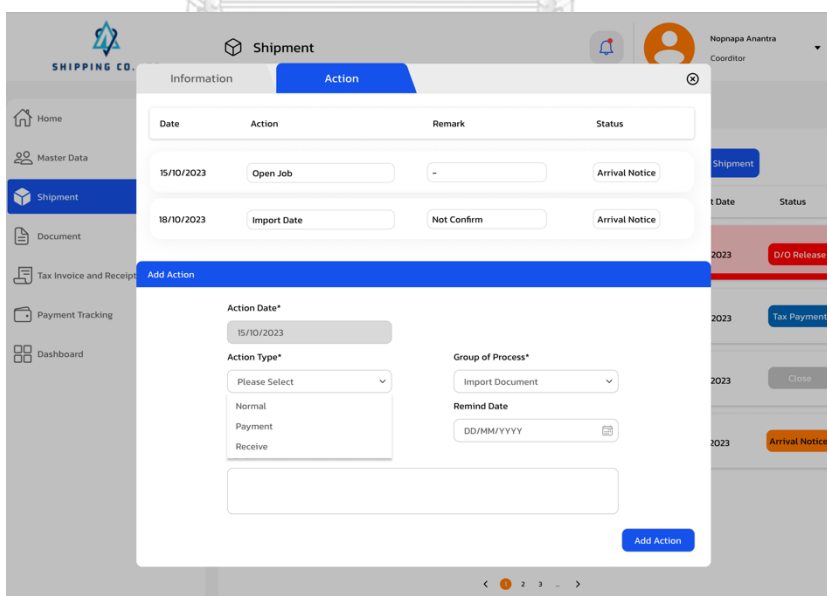 SHIPPING CO.
Shipment
Nopnapa Anantra
Coorditor
Information
Action
Home
Master Data
Shipment
Document
Tax Invoice and Receipt
Payment Tracking
Dashboard
Date Action Remark Status
15/10/2023 Open Job - Arrival Notice
18/10/2023 Import Date Not Confirm Arrival Notice
Add Action
Action Date*
15/10/2023
Action Type* Group of Process*
Please Select Import Document
Normal Remind Date
Payment DD/MM/YYYY
Receive
Add Action
Shipment
t Date Status
2023 D/O Release
2023 Tax Payment
2023 Close
2023 Arrival Notice
< 1 2 3 … >